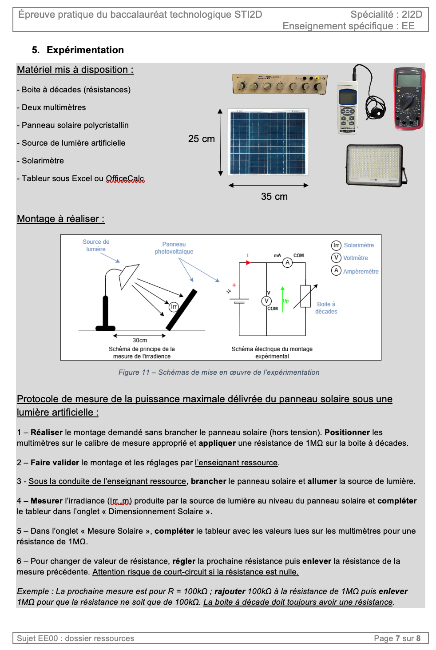 Épreuve pratique du baccalauréat technologique STI2D Spécialité : 2I2D
Enseignement spécifique : EE
5. Expérimentation
Matériel mis à disposition :
- Boite à décades (résistances)
- Deux multimètres
- Panneau solaire polycristallin
- Source de lumière artificielle
- Solarimètre
- Tableur sous Excel ou OfficeCalc
25 cm
35 cm
Montage à réaliser :
Source de lumière
Panneau photovoltaïque
Irr
30cm
Schéma de principe de la
mesure de l'irradiance
I
mA
COM
A
V
V
COM
Up
Boite à
décades
Schéma électrique du montage
expérimental
Irr Solarimètre
V Voltmètre
A Ampèremètre
Figure 11 – Schémas de mise en œuvre de l'expérimentation
Protocole de mesure de la puissance maximale délivrée du panneau solaire sous une
lumière artificielle :
1 – Réaliser le montage demandé sans brancher le panneau solaire (hors tension). Positionner les
multimètres sur le calibre de mesure approprié et appliquer une résistance de 1MΩ sur la boite à décades.
2 – Faire valider le montage et les réglages par l'enseignant ressource.
3 - Sous la conduite de l'enseignant ressource, brancher le panneau solaire et allumer la source de lumière.
4 – Mesurer l'irradiance (Irr_m) produite par la source de lumière au niveau du panneau solaire et compléter
le tableur dans l'onglet « Dimensionnement Solaire ».
5 – Dans l'onglet « Mesure Solaire », compléter le tableur avec les valeurs lues sur les multimètres pour une
résistance de 1MΩ.
6 – Pour changer de valeur de résistance, régler la prochaine résistance puis enlever la résistance de la
mesure précédente. Attention risque de court-circuit si la résistance est nulle.
Exemple : La prochaine mesure est pour R = 100kΩ ; rajouter 100kΩ à la résistance de 1MΩ puis enlever
1MΩ pour que la résistance ne soit que de 100kΩ. La boite à décade doit toujours avoir une résistance.
Sujet EE00 : dossier ressources Page 7 sur 8